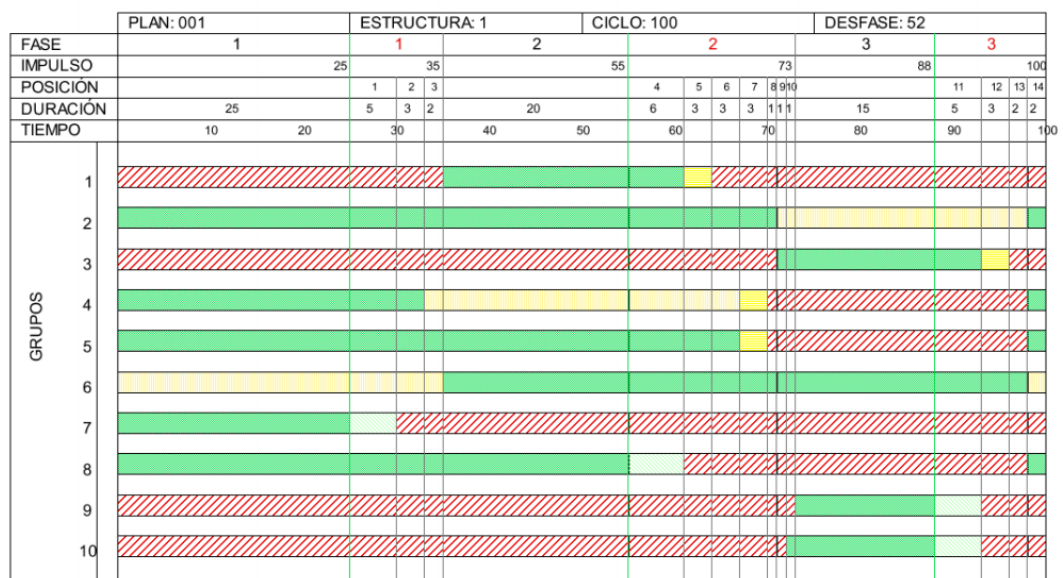 PLAN: 001 ESTRUCTURA: 1 CICLO: 100 DESFASE: 52
FASE 1 1 2 2 3 3
IMPULSO 25 35 55 73 88 100
POSICIÓN 1 2 3 4 5 6 7 8 9 10 11 12 13 14
DURACIÓN 25 5 3 2 20 6 3 3 3 1 1 1 15 5 3 2 2
TIEMPO 10 20 30 40 50 60 70 80 90 100
GRUPOS
1
2
3
4
5
6
7
8
9
10